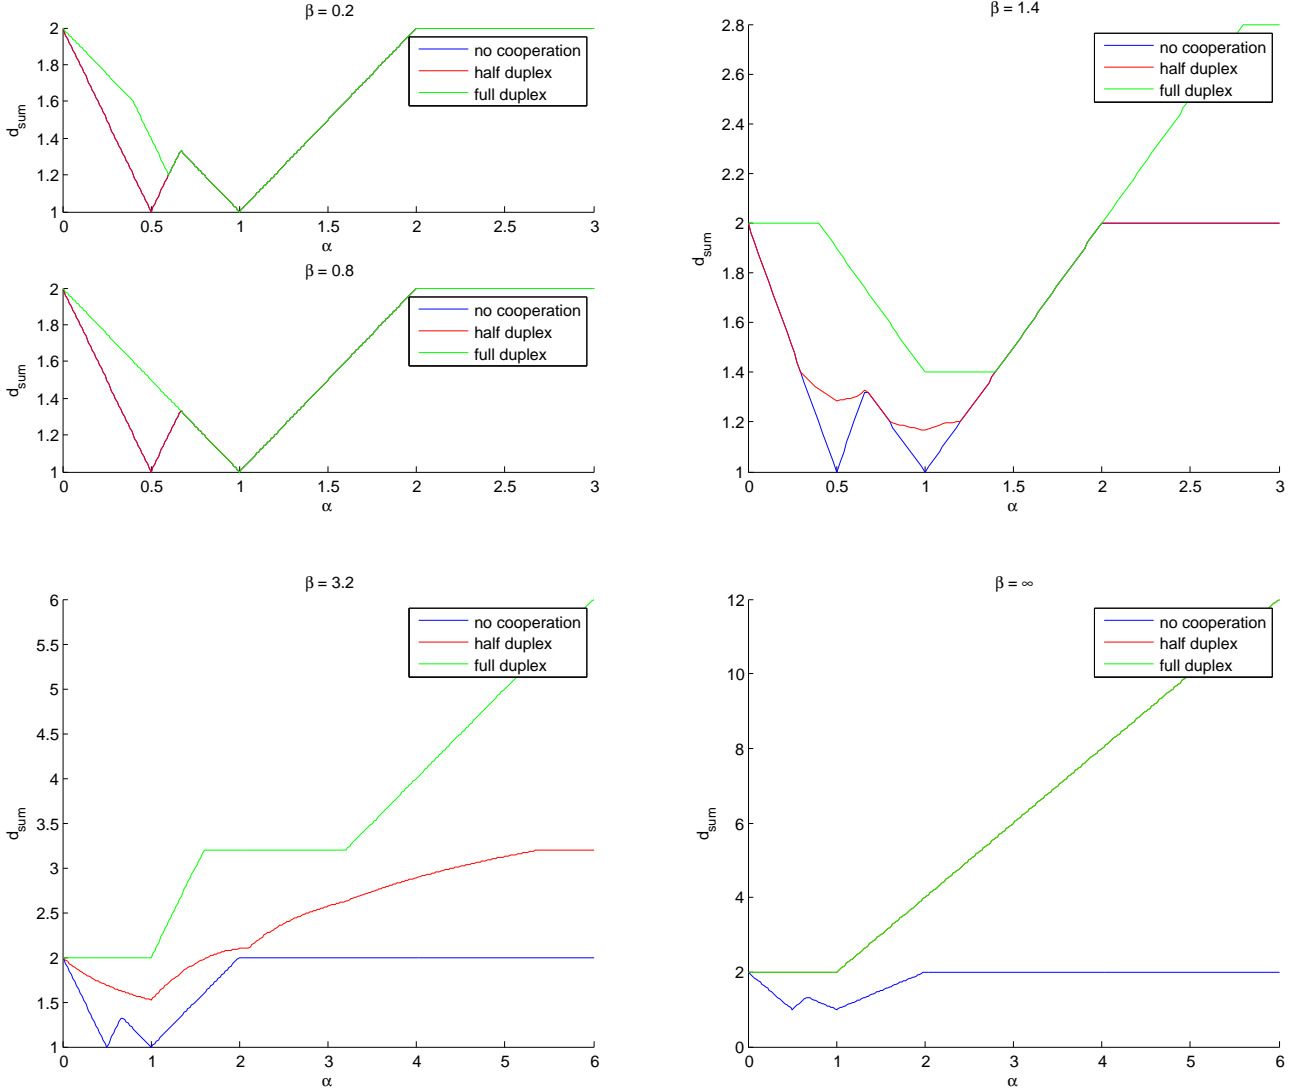 β = 0.2
d_sum
2
1.8
1.6
1.4
1.2
1
0 0.5 1 1.5 2 2.5 3
α
no cooperation
half duplex
full duplex
β = 0.8
d_sum
2
1.8
1.6
1.4
1.2
1
0 0.5 1 1.5 2 2.5 3
α
no cooperation
half duplex
full duplex
β = 1.4
d_sum
2.8
2.6
2.4
2.2
2
1.8
1.6
1.4
1.2
1
0 0.5 1 1.5 2 2.5 3
α
no cooperation
half duplex
full duplex
β = 3.2
d_sum
6
5.5
5
4.5
4
3.5
3
2.5
2
1.5
1
0 1 2 3 4 5 6
α
no cooperation
half duplex
full duplex
β = ∞
d_sum
12
10
8
6
4
2
0
0 1 2 3 4 5 6
α
no cooperation
half duplex
full duplex